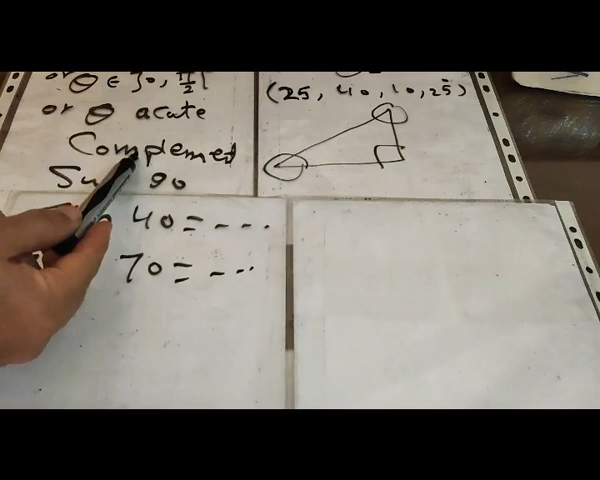 or θ ∈ ]0, π/2[
or θ acute
Complement
90
(25, 40, 10, 25)
40 = - - - .
70 = - - . .